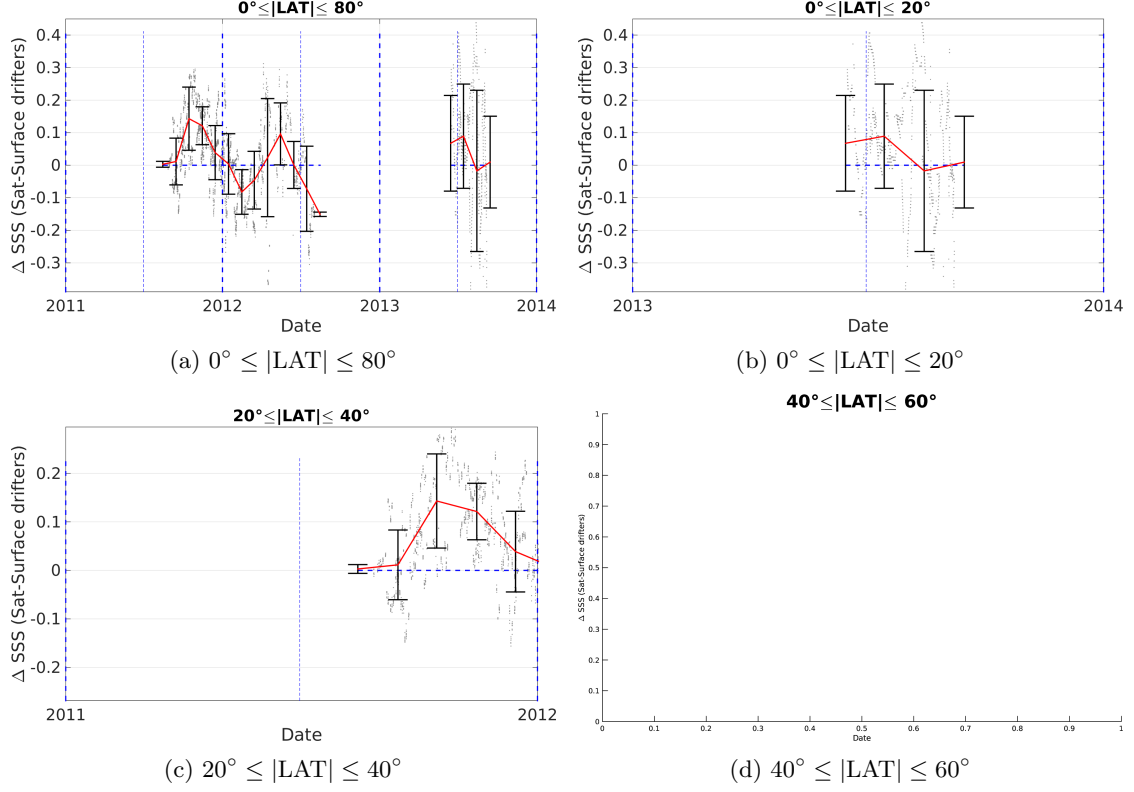 0°≤|LAT|≤ 80°
Δ SSS (Sat-Surface drifters)
0.4
0.3
0.2
0.1
0
-0.1
-0.2
-0.3
2011 2012 2013 2014
Date
(a) 0° ≤ |LAT| ≤ 80°
0°≤|LAT|≤ 20°
Δ SSS (Sat-Surface drifters)
0.4
0.3
0.2
0.1
0
-0.1
-0.2
-0.3
2013 2014
Date
(b) 0° ≤ |LAT| ≤ 20°
20°≤|LAT|≤ 40°
Δ SSS (Sat-Surface drifters)
0.2
0.1
0
-0.1
-0.2
2011 2012
Date
(c) 20° ≤ |LAT| ≤ 40°
40°≤|LAT|≤ 60°
Δ SSS (Sat-Surface drifters)
1
0.9
0.8
0.7
0.6
0.5
0.4
0.3
0.2
0.1
0
0 0.1 0.2 0.3 0.4 0.5 0.6 0.7 0.8 0.9 1
Date
(d) 40° ≤ |LAT| ≤ 60°